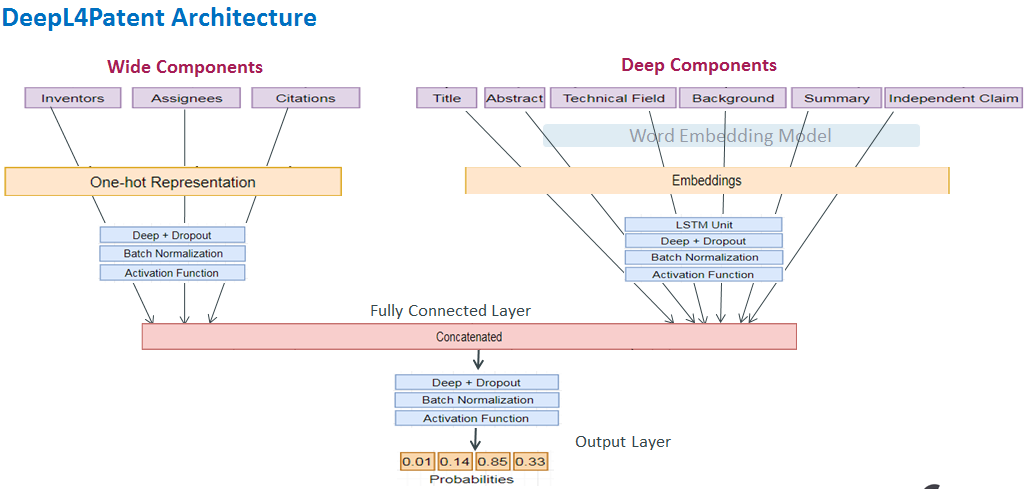 DeepL4Patent Architecture
Wide Components
Deep Components
Inventors
Assignees
Citations
Title
Abstract
Technical Field
Background
Summary
Independent Claim
Word Embedding Model
One-hot Representation
Embeddings
Deep + Dropout
Batch Normalization
Activation Function
LSTM Unit
Deep + Dropout
Batch Normalization
Activation Function
Fully Connected Layer
Concatenated
Deep + Dropout
Batch Normalization
Activation Function
Output Layer
0.01 0.14 0.85 0.33
Probabilities